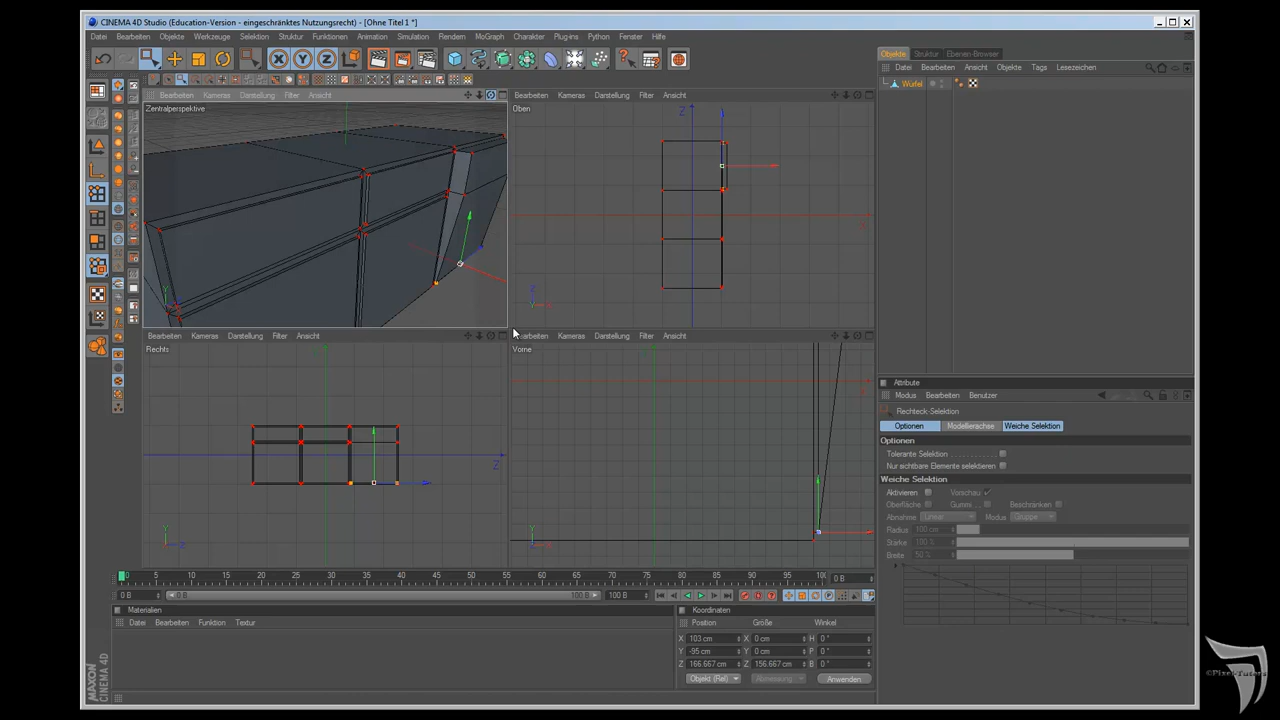 CINEMA 4D Studio (Education-Version - eingeschränktes Nutzungsrecht) - [Ohne Titel 1 *]
Datei Bearbeiten Objekte Werkzeuge Selektion Struktur Funktionen Animation Simulation Rendern MoGraph Charakter Plug-ins Python Fenster Hilfe
Objekte Struktur Ebenen-Browser
Datei Bearbeiten Ansicht Objekte Tags Lesezeichen
Würfel
Bearbeiten Kameras Darstellung Filter Ansicht
Zentralperspektive
Bearbeiten Kameras Darstellung Filter Ansicht
Oben
Z
X
Bearbeiten Kameras Darstellung Filter Ansicht
Rechts
Y
Z
Bearbeiten Kameras Darstellung Filter Ansicht
Vorne
Y
X
Attribute
Modus Bearbeiten Benutzer
Rechteck-Selektion
Optionen Modellierachse Weiche Selektion
Optionen
Tolerante Selektion
Nur sichtbare Elemente selektieren
Weiche Selektion
Aktivieren Vorschau
Oberfläche Gummi Beschränken
Abnahme Linear Modus Gruppe
Radius 100 cm
Stärke 100 %
Breite 50 %
0 5 10 15 20 25 30 35 40 45 50 55 60 65 70 75 80 85 90 95 100 0 B
0 B 0 B 100 B 100 B
Materialien
Datei Bearbeiten Funktion Textur
Koordinaten
Position Größe Winkel
X 103 cm X 0 cm H 0 °
Y -95 cm Y 0 cm P 0 °
Z 166.667 cm Z 156.667 cm B 0 °
Objekt (Rel) Abmessung Anwenden
MAXON
CINEMA 4D
©Pixel-Tutors